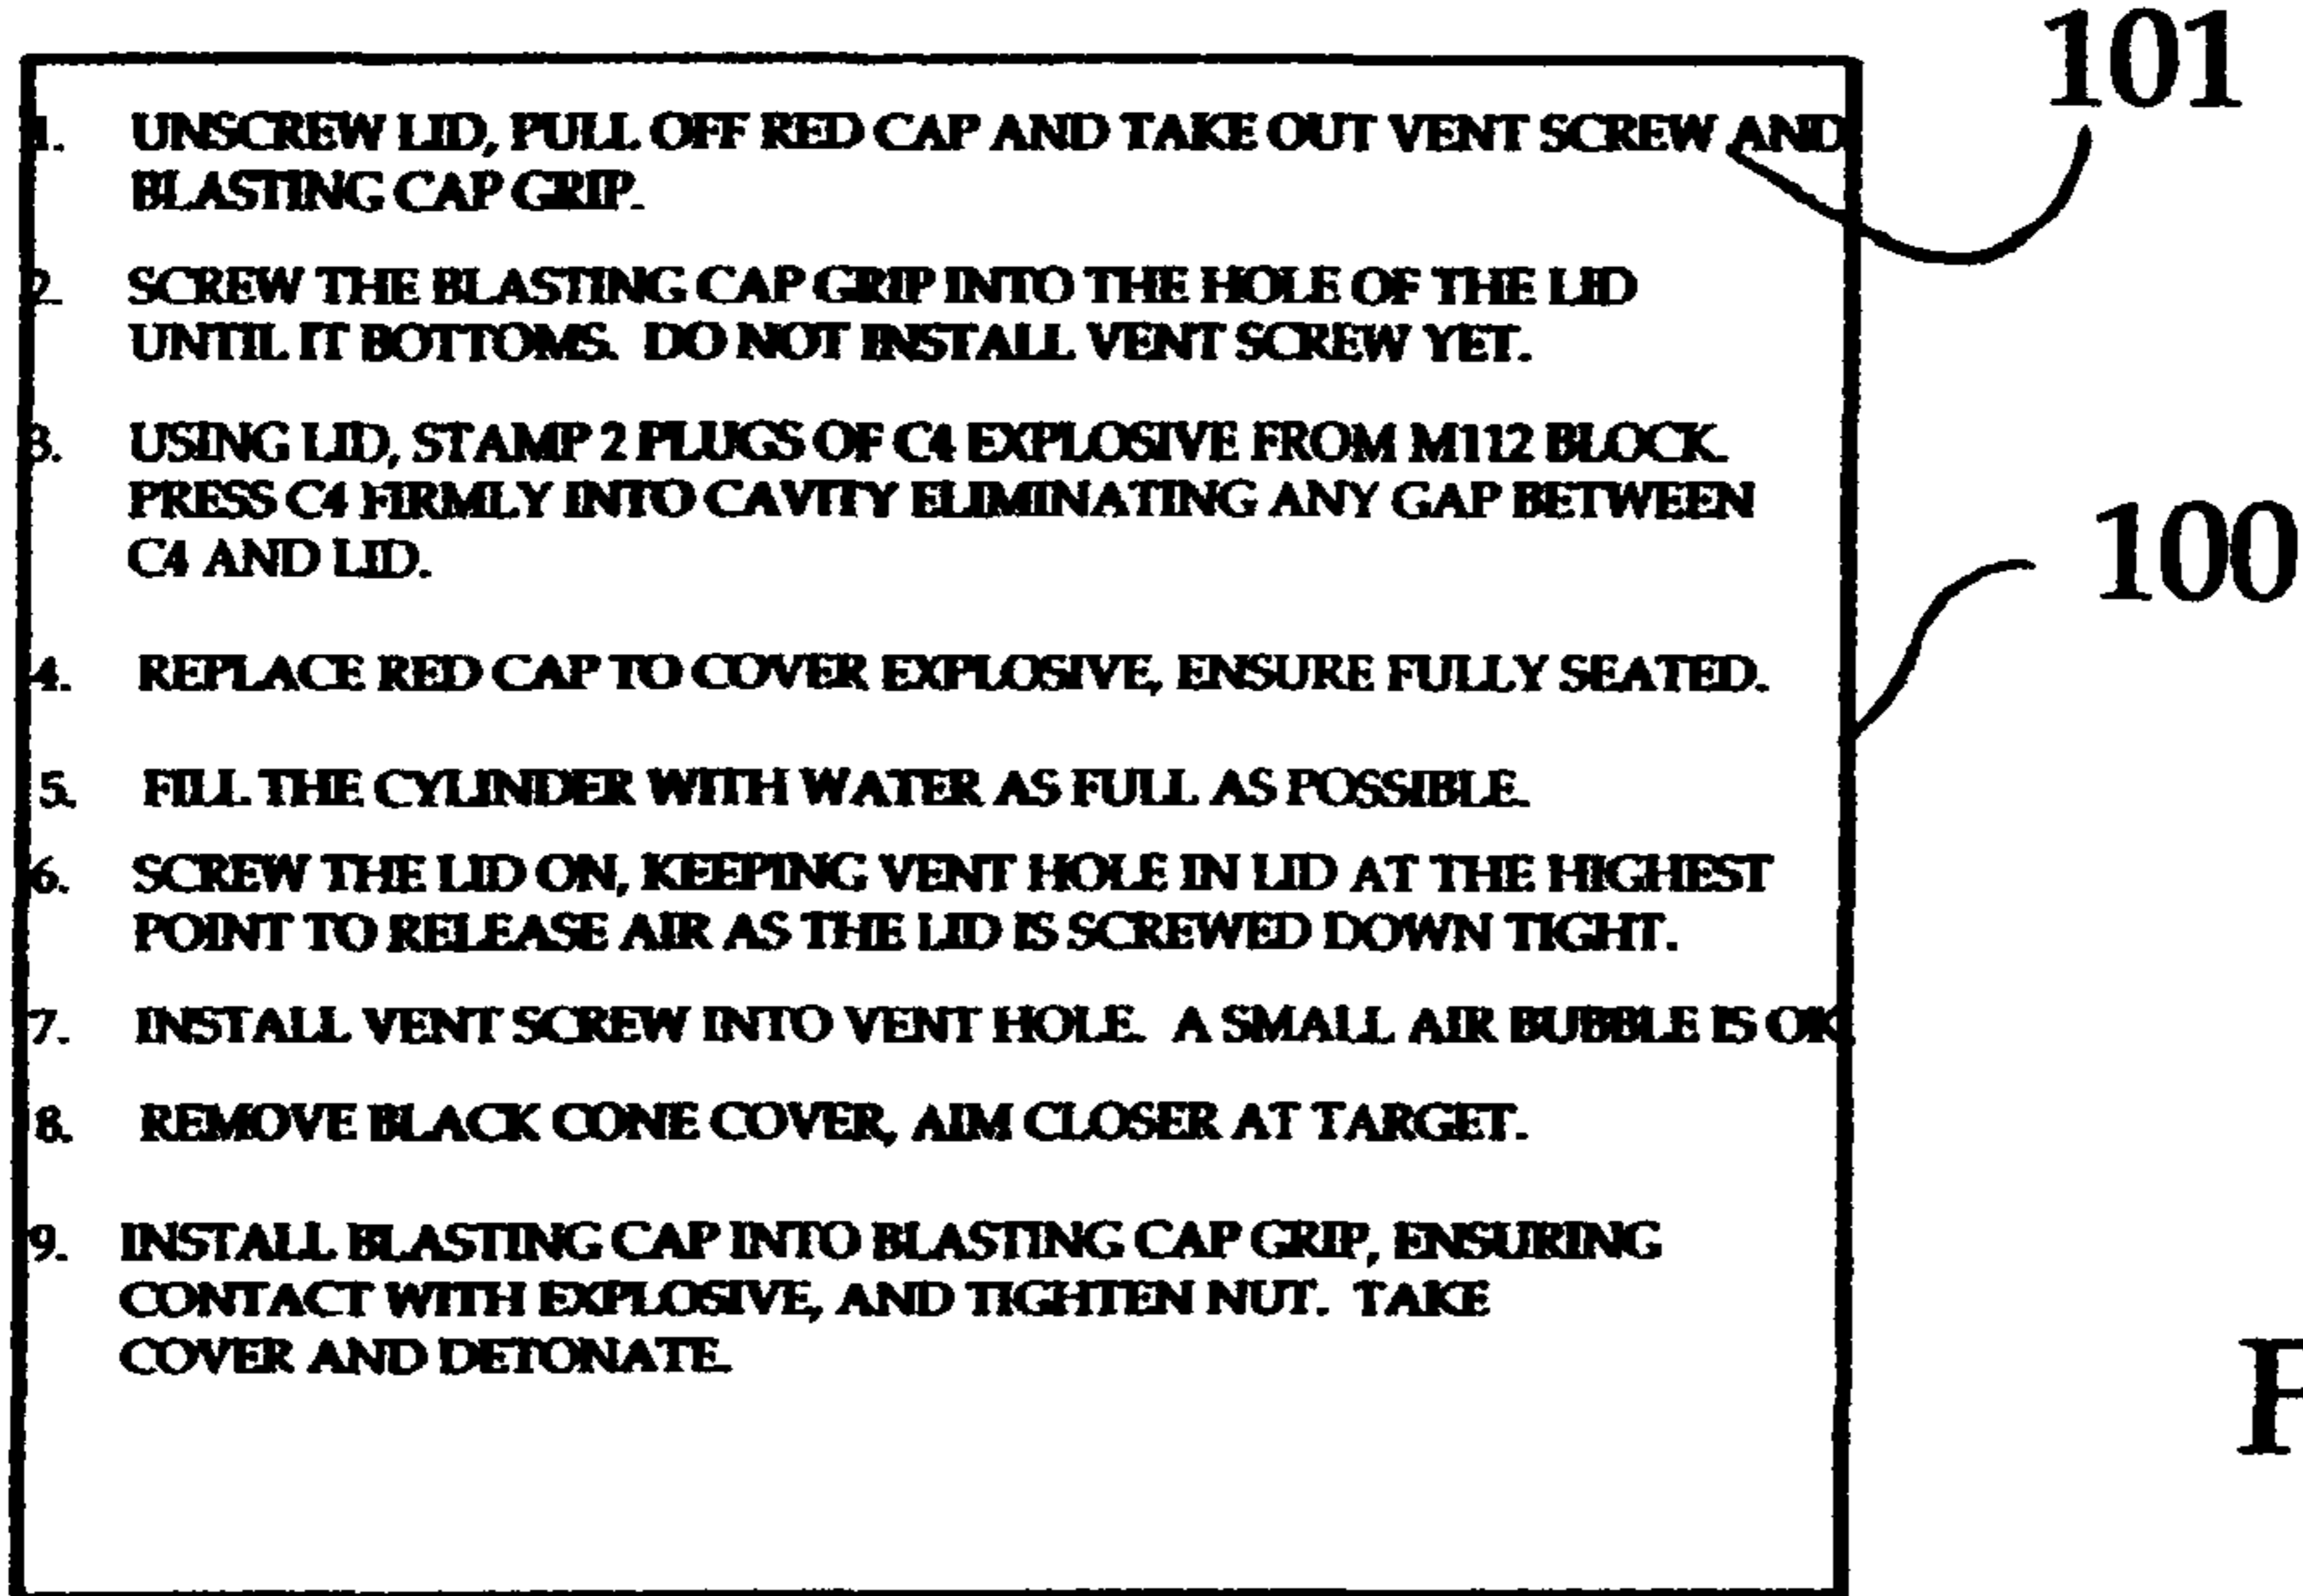 101
1. UNSCREW LID, PULL OFF RED CAP AND TAKE OUT VENT SCREW AND
BLASTING CAP GRIP.
2. SCREW THE BLASTING CAP GRIP INTO THE HOLE OF THE LID
UNTIL IT BOTTOMS. DO NOT INSTALL VENT SCREW YET.
3. USING LID, STAMP 2 PLUGS OF C4 EXPLOSIVE FROM M112 BLOCK.
PRESS C4 FIRMLY INTO CAVITY ELIMINATING ANY GAP BETWEEN
C4 AND LID.
100
4. REPLACE RED CAP TO COVER EXPLOSIVE, ENSURE FULLY SEATED.
5. FILL THE CYLINDER WITH WATER AS FULL AS POSSIBLE.
6. SCREW THE LID ON, KEEPING VENT HOLE IN LID AT THE HIGHEST
POINT TO RELEASE AIR AS THE LID IS SCREWED DOWN TIGHT.
7. INSTALL VENT SCREW INTO VENT HOLE. A SMALL AIR BUBBLE IS OK.
8. REMOVE BLACK CONE COVER, AIM CLOSER AT TARGET.
9. INSTALL BLASTING CAP INTO BLASTING CAP GRIP, ENSURING
CONTACT WITH EXPLOSIVE, AND TIGHTEN NUT. TAKE
COVER AND DETONATE.